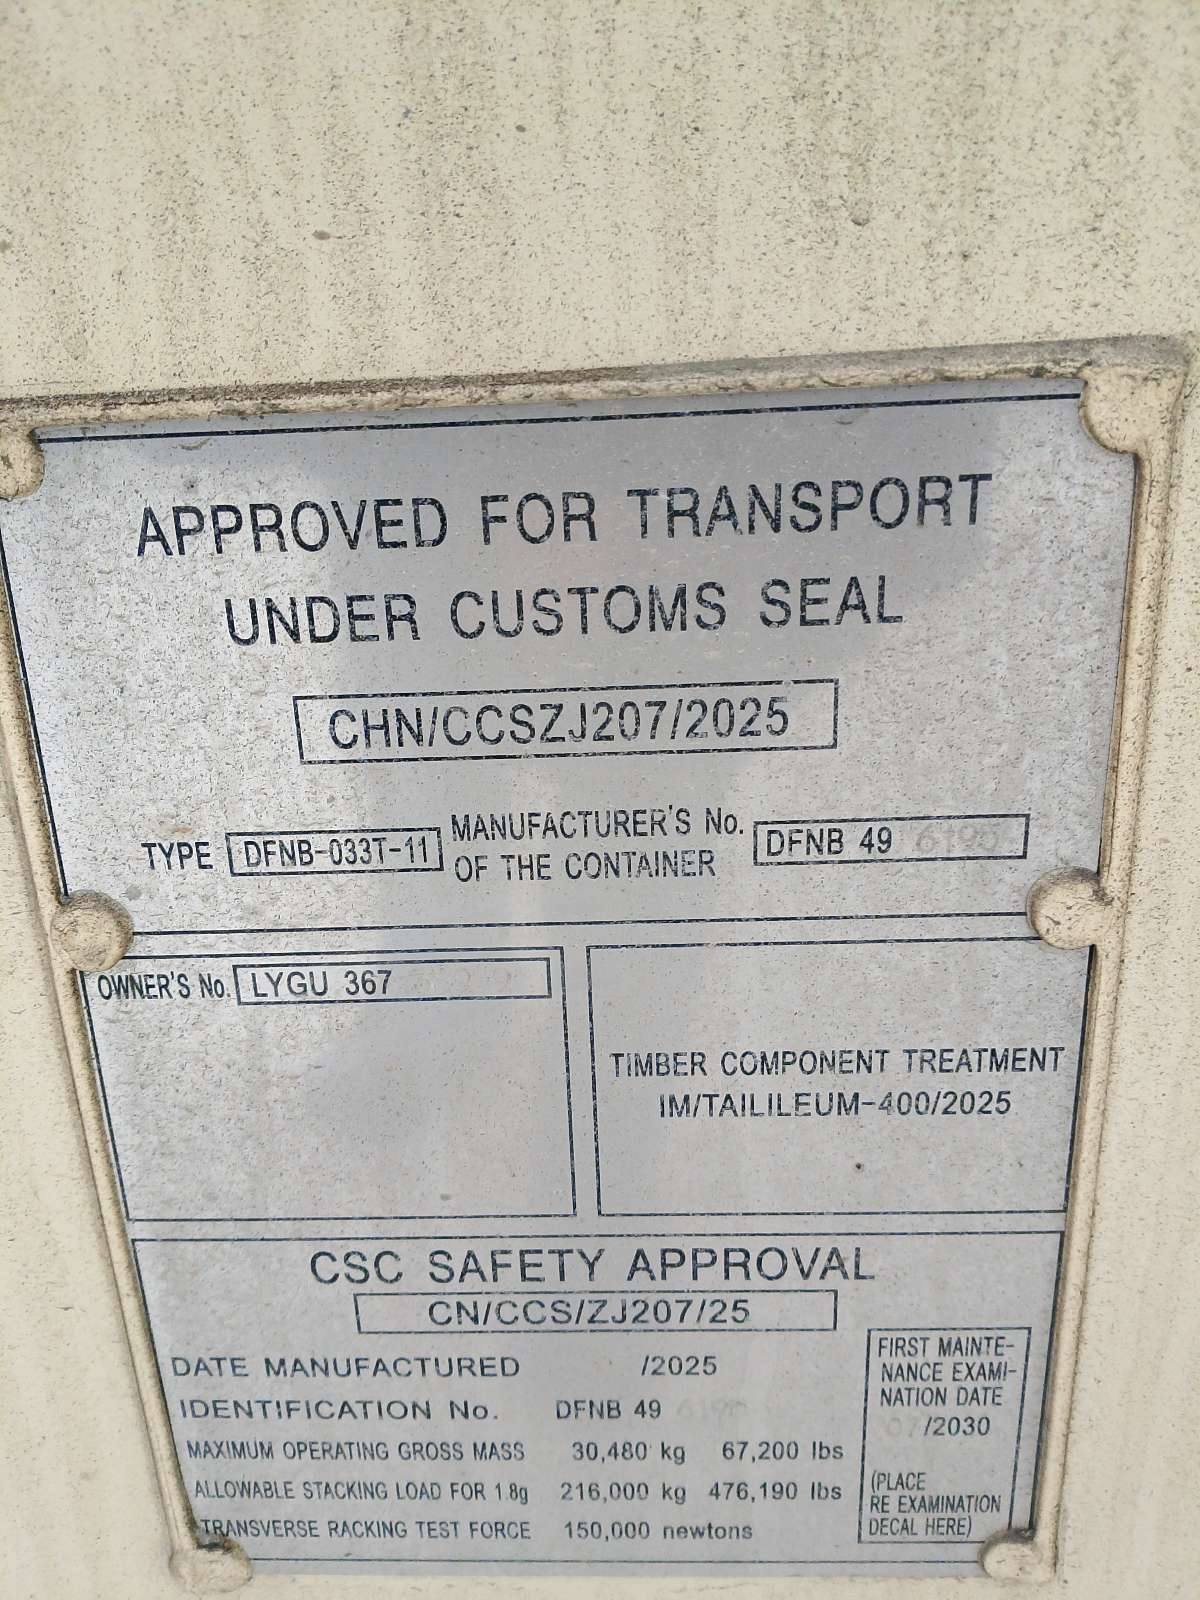 APPROVED FOR TRANSPORT
UNDER CUSTOMS SEAL
CHN/CCSZJ207/2025
TYPE DFNB-033T-11 MANUFACTURER'S No. OF THE CONTAINER DFNB 49
OWNER'S No. LYGU 367
TIMBER COMPONENT TREATMENT
IM/TAILILEUM-400/2025
CSC SAFETY APPROVAL
CN/CCS/ZJ207/25
DATE MANUFACTURED /2025
IDENTIFICATION No. DFNB 49
MAXIMUM OPERATING GROSS MASS 30,480 kg 67,200 lbs
ALLOWABLE STACKING LOAD FOR 1.8g 216,000 kg 476,190 lbs
TRANSVERSE RACKING TEST FORCE 150,000 newtons
FIRST MAINTE-
NANCE EXAMI-
NATION DATE
/2030
(PLACE
RE EXAMINATION
DECAL HERE)